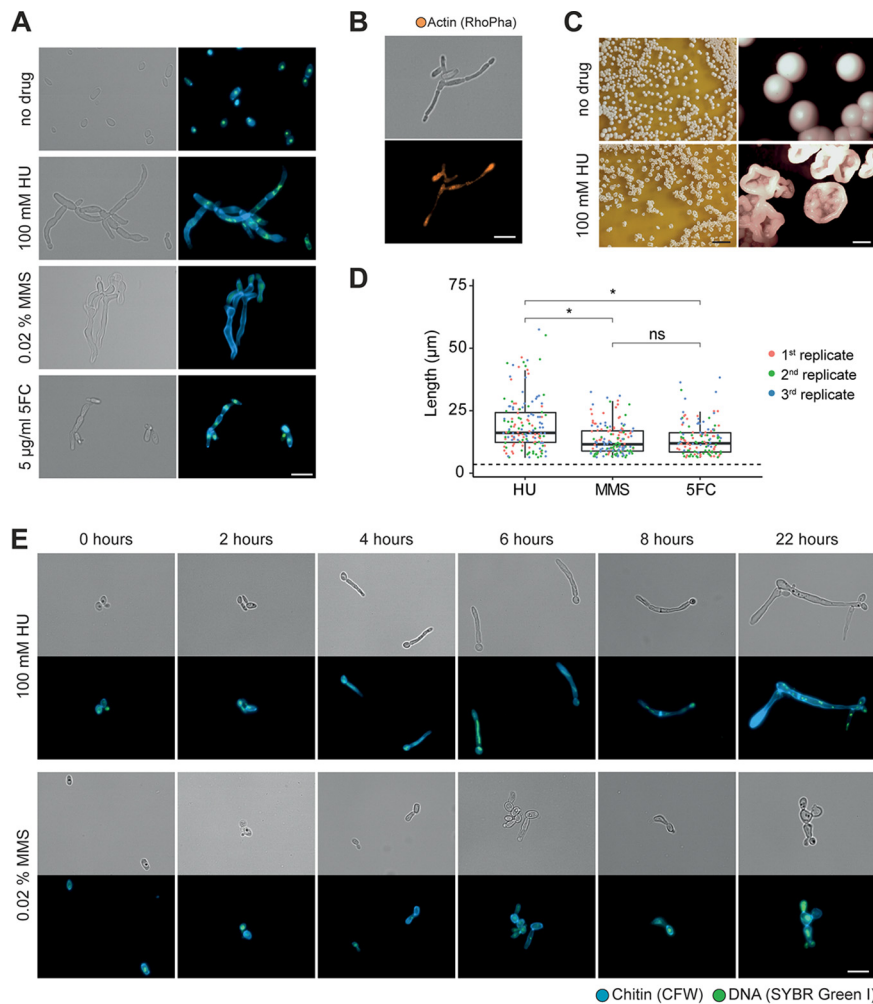 A
no drug
100 mM HU
0.02 % MMS
5 µg/ml 5FC
B
Actin (RhoPha)
C
no drug
100 mM HU
D
75
50
25
0
Length (µm)
*
*
ns
HU
MMS
5FC
1st replicate
2nd replicate
3rd replicate
E
0 hours
2 hours
4 hours
6 hours
8 hours
22 hours
100 mM HU
0.02 % MMS
Chitin (CFW)
DNA (SYBR Green I)